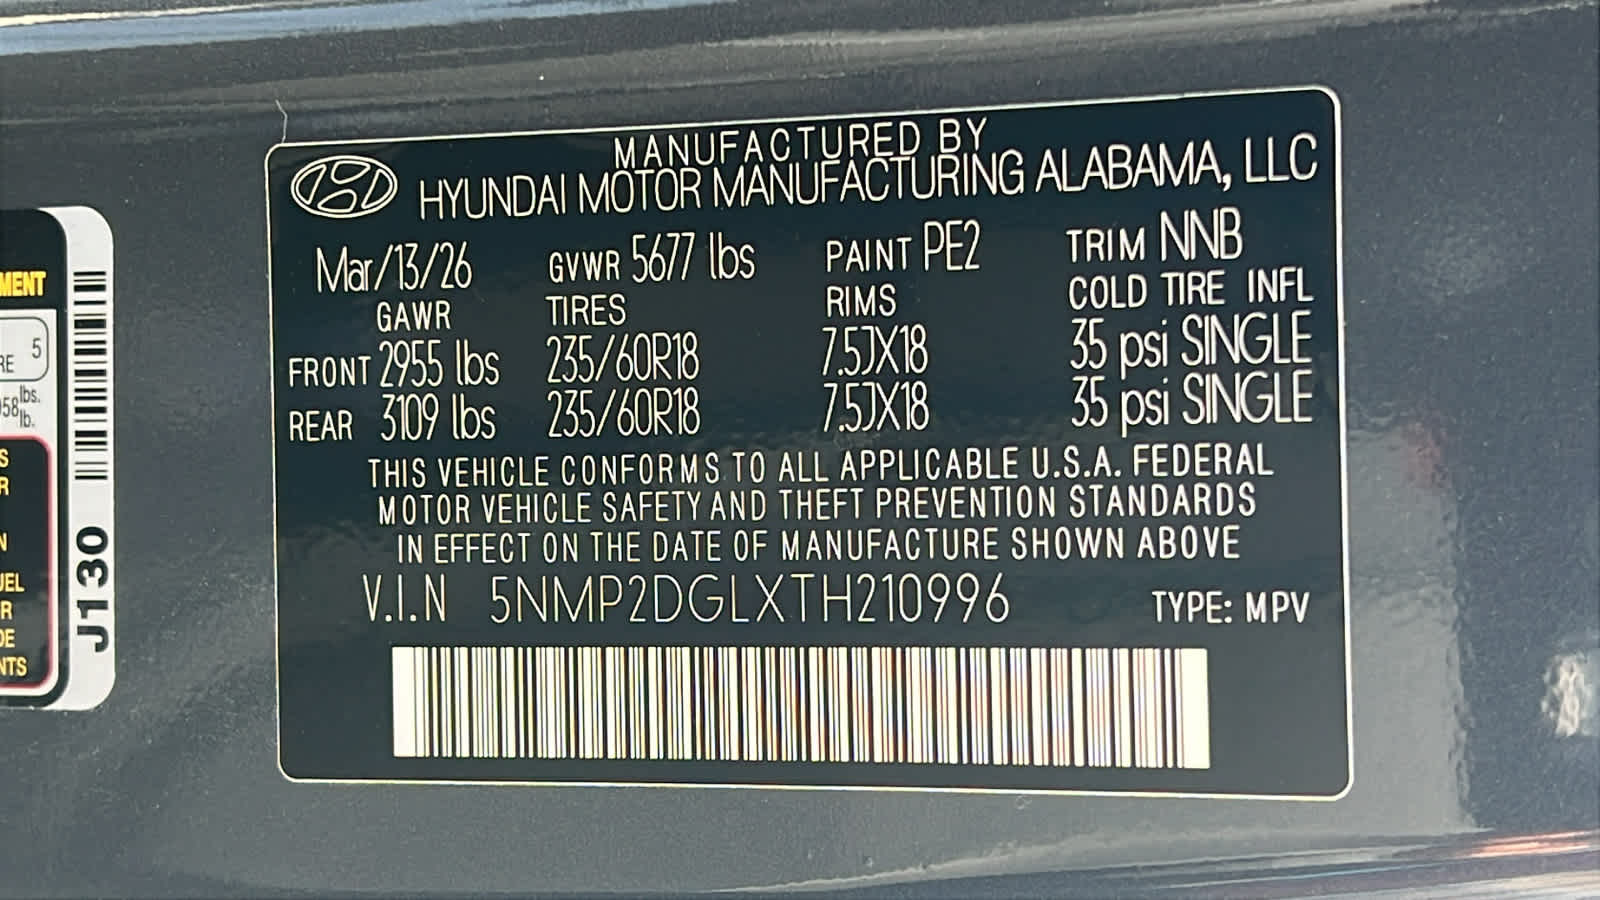 MANUFACTURED BY
HYUNDAI MOTOR MANUFACTURING ALABAMA, LLC
Mar/13/26 GVWR 5677 lbs PAINT PE2 TRIM NNB
GAWR TIRES RIMS COLD TIRE INFL
FRONT 2955 lbs 235/60R18 7.5JX18 35 psi SINGLE
REAR 3109 lbs 235/60R18 7.5JX18 35 psi SINGLE
THIS VEHICLE CONFORMS TO ALL APPLICABLE U.S.A. FEDERAL
MOTOR VEHICLE SAFETY AND THEFT PREVENTION STANDARDS
IN EFFECT ON THE DATE OF MANUFACTURE SHOWN ABOVE
V.I.N 5NMP2DGLXTH210996 TYPE: MPV
5
lbs.
lb.
J130